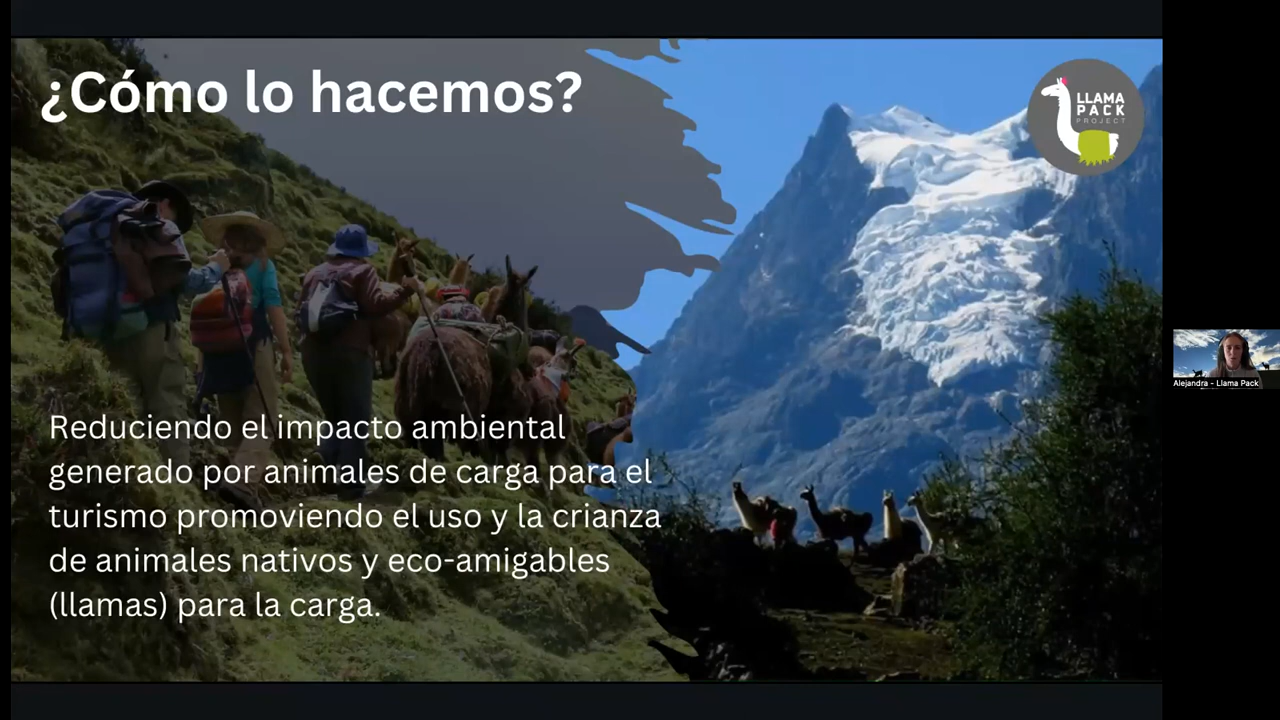 ¿Cómo lo hacemos?
LLAMA
PACK
PROJECT
Reduciendo el impacto ambiental
generado por animales de carga para el
turismo promoviendo el uso y la crianza
de animales nativos y eco-amigables
(llamas) para la carga.
Alejandra - Llama Pack